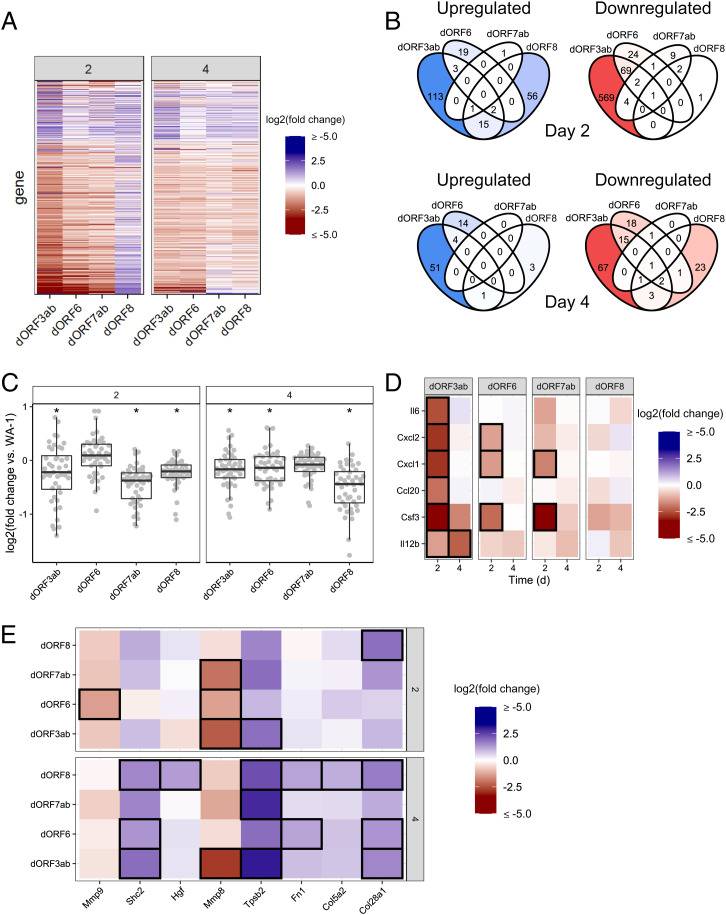 A
2
4
gene
dORF3ab
dORF6
dORF7ab
dORF8
dORF3ab
dORF6
dORF7ab
dORF8
log2(fold change)
≥ -5.0
2.5
0.0
-2.5
≤ -5.0
B
Upregulated
Downregulated
dORF6
dORF7ab
dORF3ab
dORF8
19
1
3
0
0
113
1
56
0
0
0
0
1
2
15
dORF6
dORF7ab
dORF3ab
dORF8
24
9
69
1
2
569
2
1
0
0
4
1
0
0
0
Day 2
Upregulated
Downregulated
dORF6
dORF7ab
dORF3ab
dORF8
14
0
4
0
0
51
0
3
0
0
0
0
0
0
1
dORF6
dORF7ab
dORF3ab
dORF8
18
0
15
0
0
67
1
23
0
1
0
1
1
2
3
Day 4
C
2
4
log2(fold change vs. WA-1)
1
0
-1
*
*
*
*
*
*
dORF3ab
dORF6
dORF7ab
dORF8
dORF3ab
dORF6
dORF7ab
dORF8
D
dORF3ab
dORF6
dORF7ab
dORF8
Il6
Cxcl2
Cxcl1
Ccl20
Csf3
Il12b
2 4 2 4 2 4 2 4
Time (d)
log2(fold change)
≥ -5.0
2.5
0.0
-2.5
≤ -5.0
E
dORF8
dORF7ab
dORF6
dORF3ab
2
dORF8
dORF7ab
dORF6
dORF3ab
4
Mmp9
Shc2
Hgf
Mmp8
Tpsb2
Fn1
Col5a2
Col28a1
log2(fold change)
≥ -5.0
2.5
0.0
-2.5
≤ -5.0